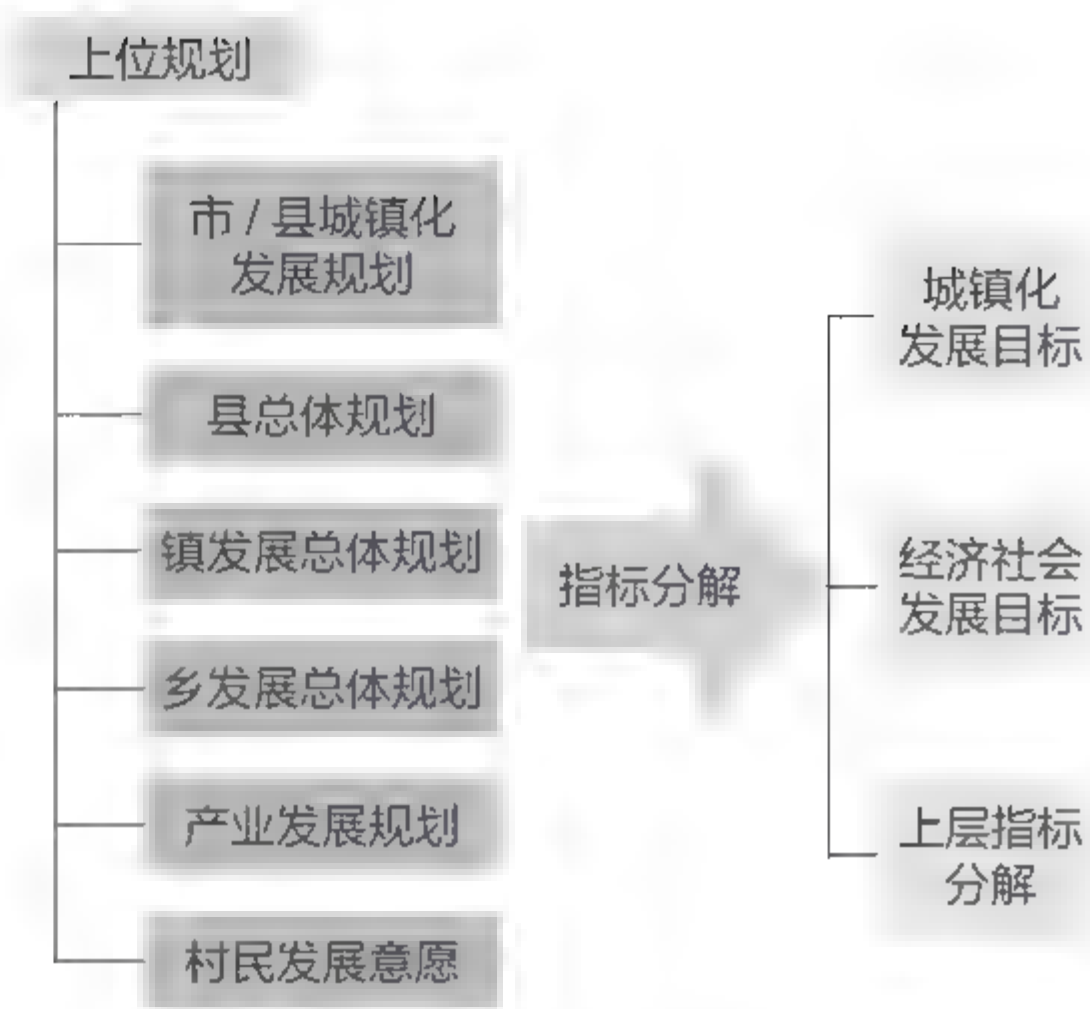 上位规划
市 / 县城镇化
发展规划
县总体规划
镇发展总体规划
乡发展总体规划
产业发展规划
村民发展意愿
指标分解
城镇化
发展目标
经济社会
发展目标
上层指标
分解